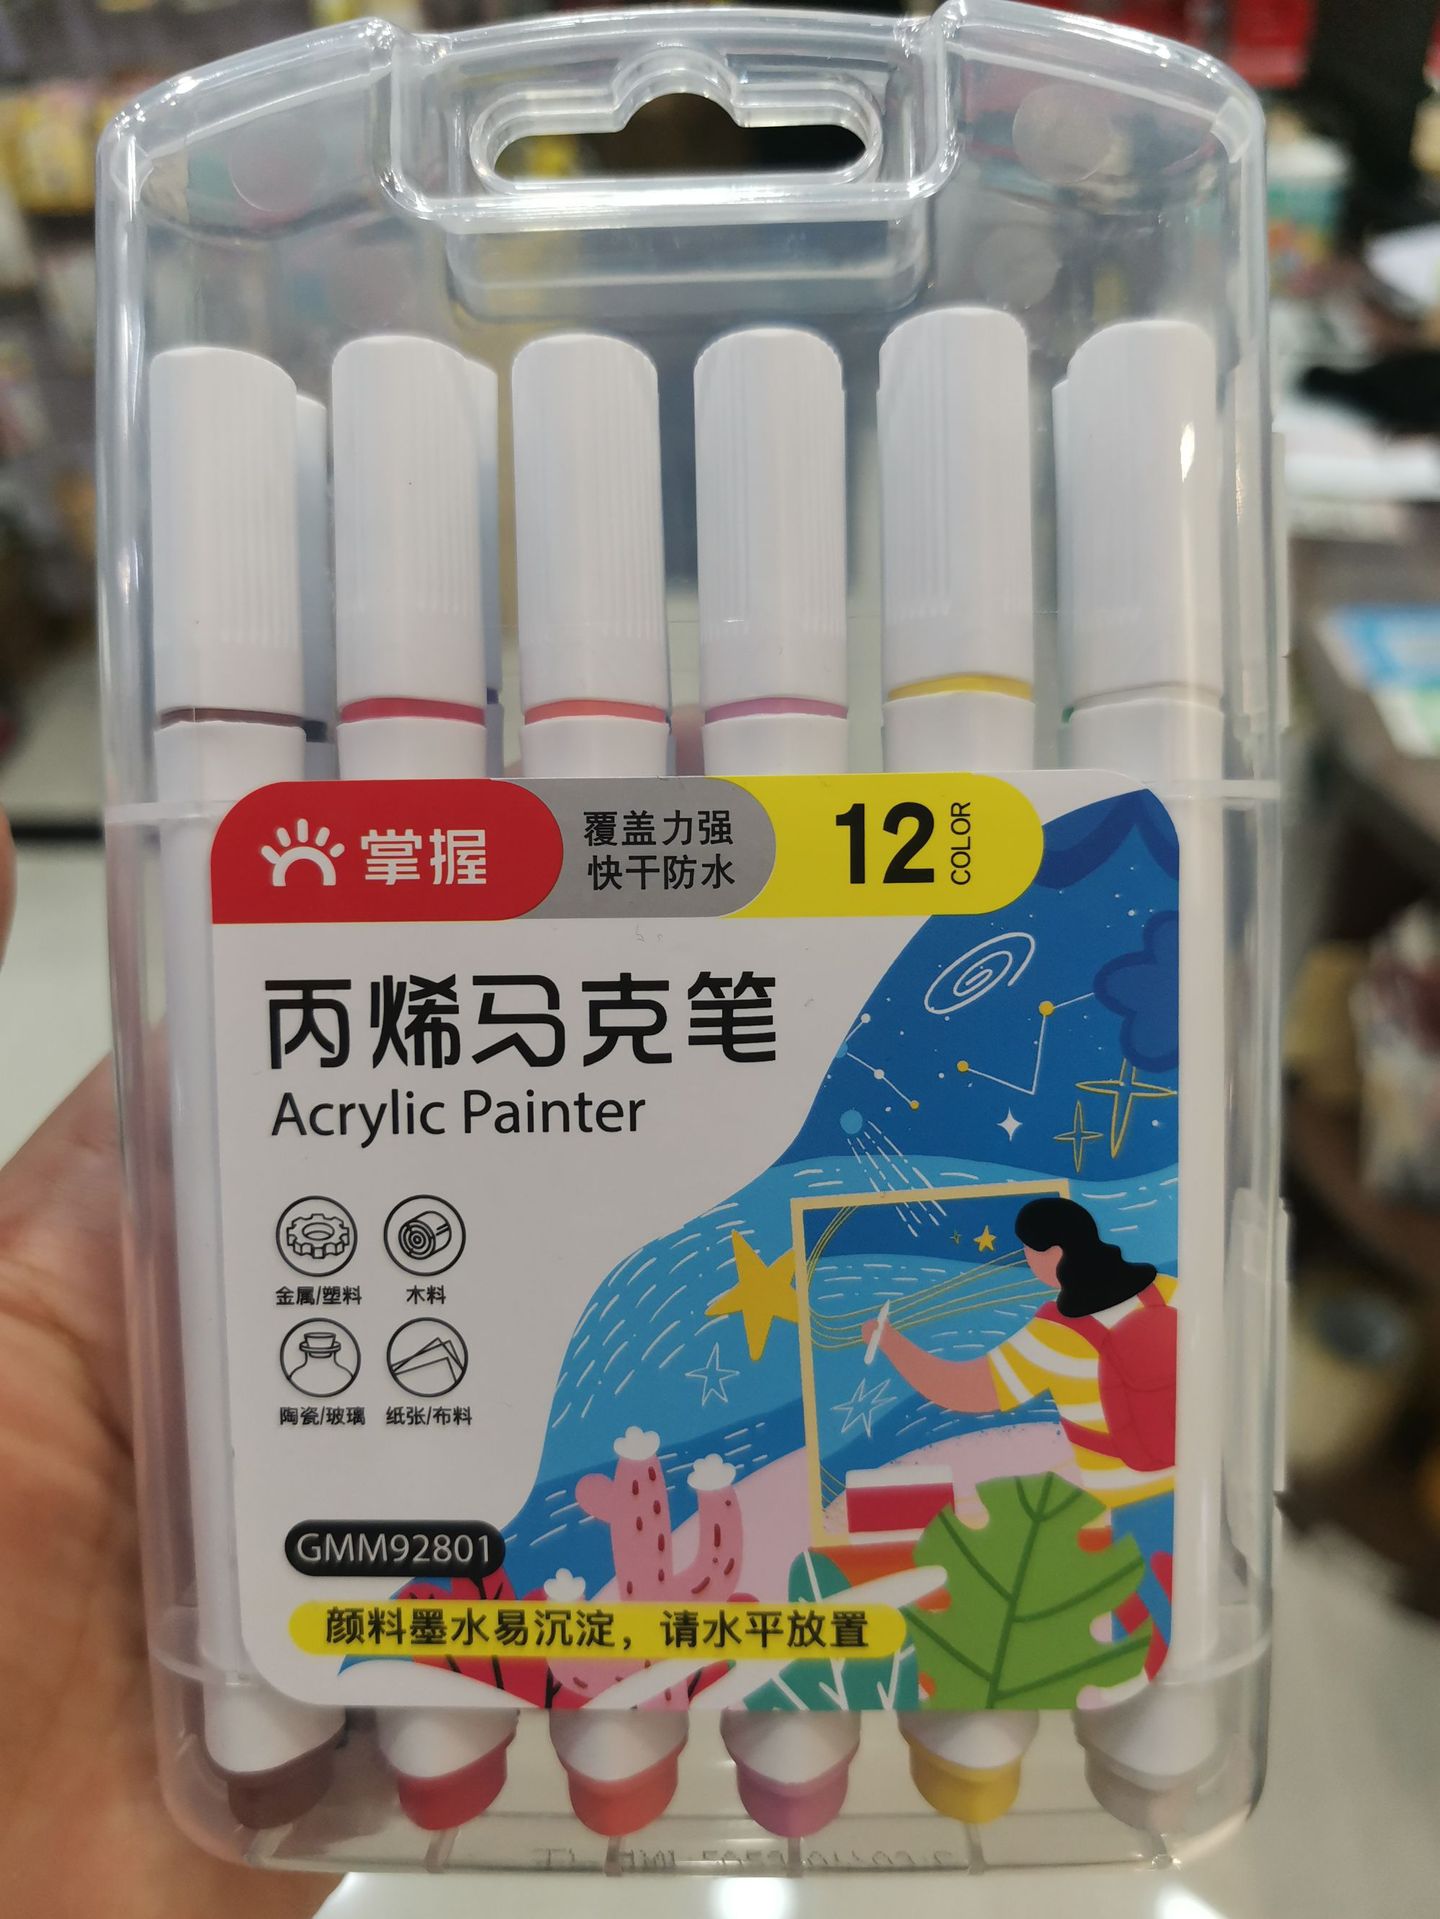 掌握
覆盖力强
快干防水
12
COLOR
丙烯马克笔
Acrylic Painter
金属/塑料
木料
陶瓷/玻璃
纸张/布料
GMM92801
颜料墨水易沉淀，请水平放置